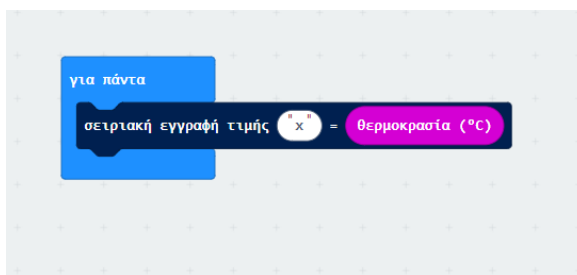 για πάντα
σειριακή εγγραφή τιμής "x" = θερμοκρασία (°C)